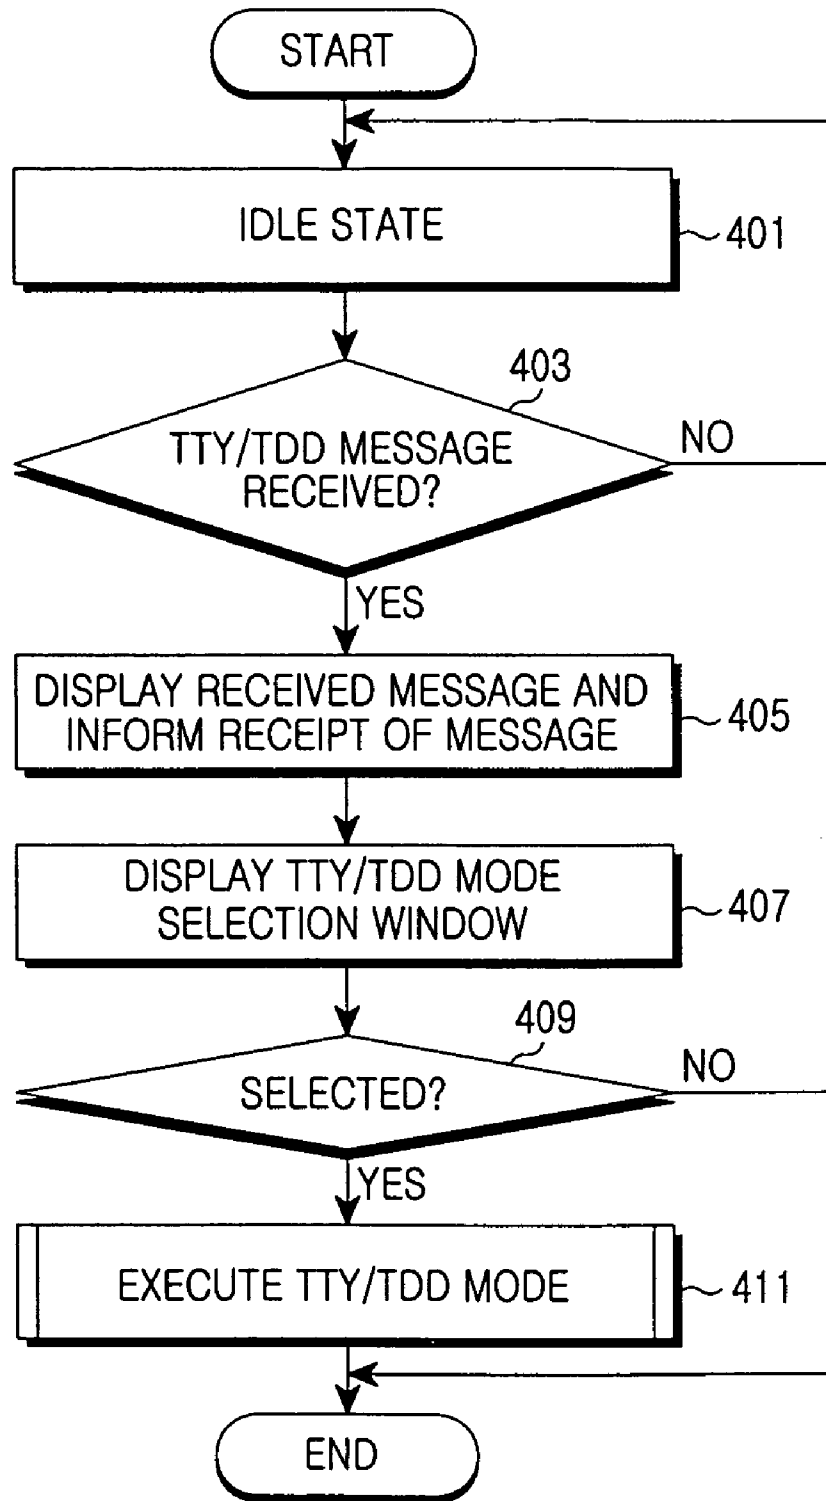 START
IDLE STATE
401
403
TTY/TDD MESSAGE
RECEIVED?
NO
YES
DISPLAY RECEIVED MESSAGE AND
INFORM RECEIPT OF MESSAGE
405
DISPLAY TTY/TDD MODE
SELECTION WINDOW
407
409
SELECTED?
NO
YES
EXECUTE TTY/TDD MODE
411
END